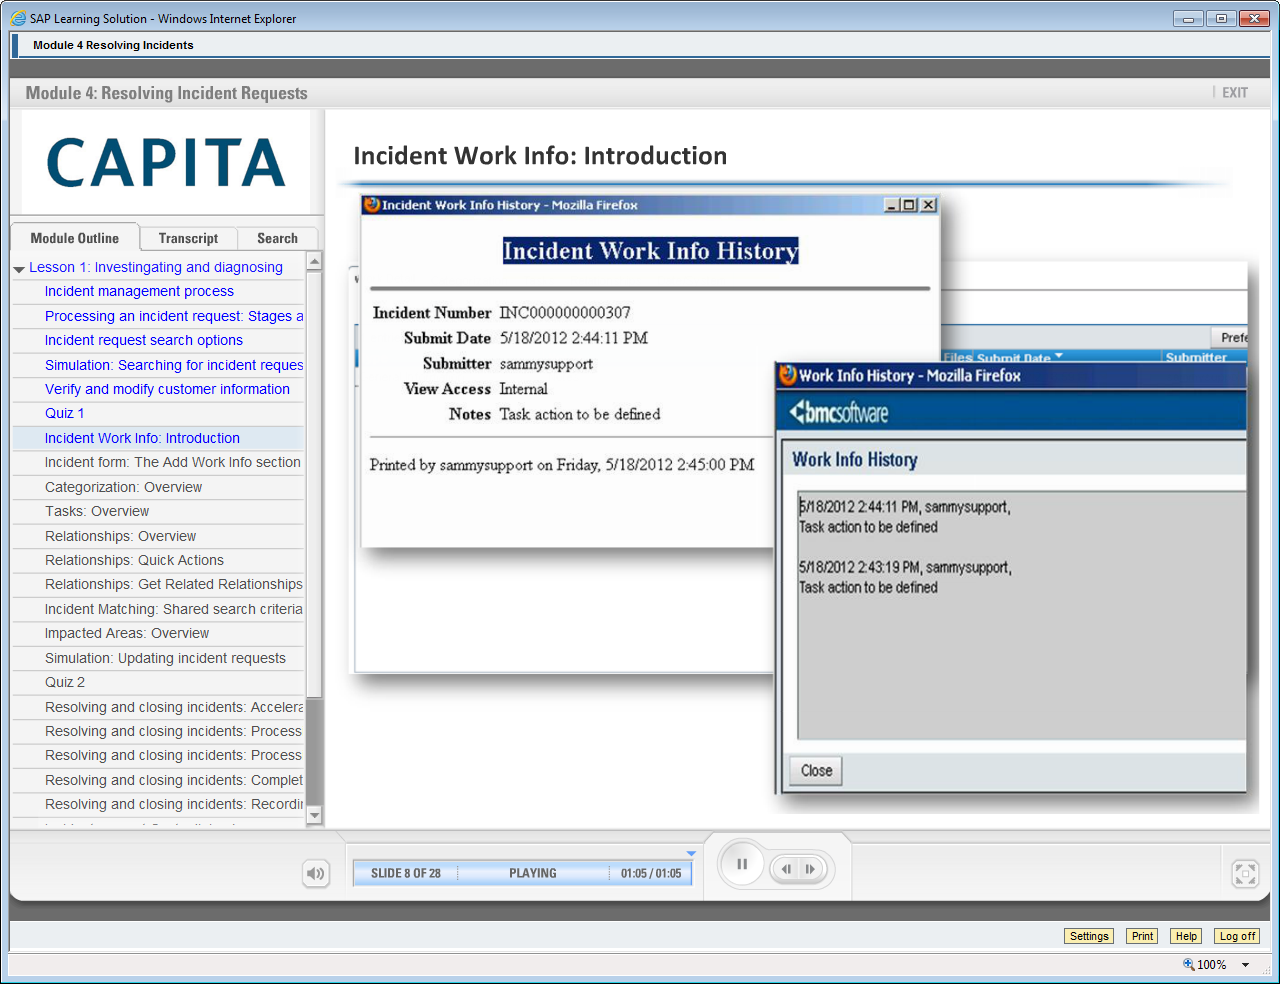 SAP Learning Solution - Windows Internet Explorer
Module 4 Resolving Incidents
Module 4: Resolving Incident Requests
EXIT
CAPITA
Module Outline
Transcript
Search
Lesson 1: Investingating and diagnosing
Incident management process
Processing an incident request: Stages a
Incident request search options
Simulation: Searching for incident reques
Verify and modify customer information
Quiz 1
Incident Work Info: Introduction
Incident form: The Add Work Info section
Categorization: Overview
Tasks: Overview
Relationships: Overview
Relationships: Quick Actions
Relationships: Get Related Relationships
Incident Matching: Shared search criteria
Impacted Areas: Overview
Simulation: Updating incident requests
Quiz 2
Resolving and closing incidents: Accelera
Resolving and closing incidents: Process
Resolving and closing incidents: Process
Resolving and closing incidents: Complet
Resolving and closing incidents: Recordin
Incident Work Info: Introduction
Incident Work Info History - Mozilla Firefox
Incident Work Info History
Incident Number INC000000000307
Submit Date 5/18/2012 2:44:11 PM
Submitter sammysupport
View Access Internal
Notes Task action to be defined
Printed by sammysupport on Friday, 5/18/2012 2:45:00 PM
Prefe
Files Submit Date Submitter
Work Info History - Mozilla Firefox
bmcsoftware
Work Info History
5/18/2012 2:44:11 PM, sammysupport,
Task action to be defined
5/18/2012 2:43:19 PM, sammysupport,
Task action to be defined
Close
SLIDE 8 OF 28
PLAYING
01:05 / 01:05
Settings
Print
Help
Log off
100%